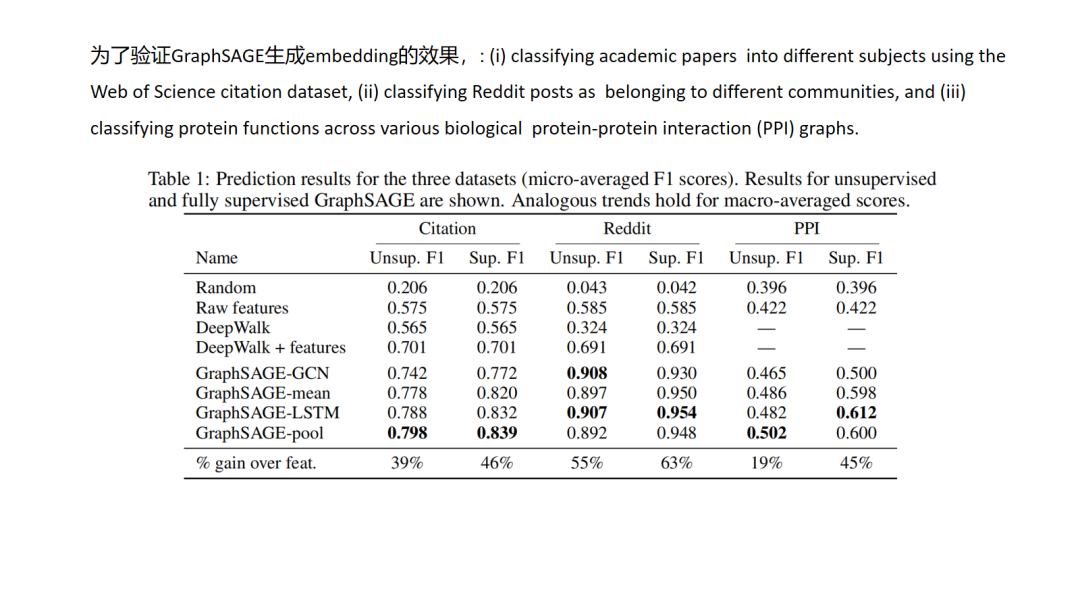 为了验证GraphSAGE生成embedding的效果，: (i) classifying academic papers  into different subjects using the
Web of Science citation dataset, (ii) classifying Reddit posts as  belonging to different communities, and (iii)
classifying protein functions across various biological  protein-protein interaction (PPI) graphs.
Table 1: Prediction results for the three datasets (micro-averaged F1 scores). Results for unsupervised
and fully supervised GraphSAGE are shown. Analogous trends hold for macro-averaged scores.
Citation Reddit PPI
Name Unsup. F1 Sup. F1 Unsup. F1 Sup. F1 Unsup. F1 Sup. F1
Random 0.206 0.206 0.043 0.042 0.396 0.396
Raw features 0.575 0.575 0.585 0.585 0.422 0.422
DeepWalk 0.565 0.565 0.324 0.324 — —
DeepWalk + features 0.701 0.701 0.691 0.691 — —
GraphSAGE-GCN 0.742 0.772 0.908 0.930 0.465 0.500
GraphSAGE-mean 0.778 0.820 0.897 0.950 0.486 0.598
GraphSAGE-LSTM 0.788 0.832 0.907 0.954 0.482 0.612
GraphSAGE-pool 0.798 0.839 0.892 0.948 0.502 0.600
% gain over feat. 39% 46% 55% 63% 19% 45%